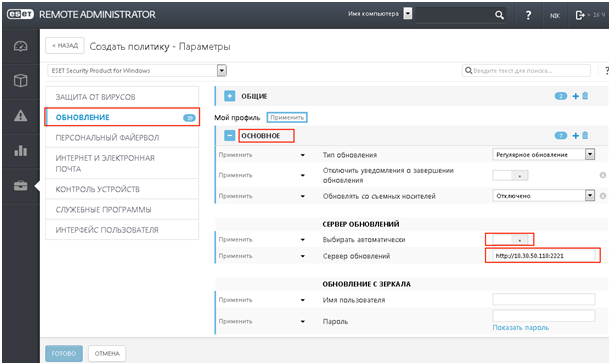 eset REMOTE ADMINISTRATOR Имя компьютера ? NIK > 16 Ч
< НАЗАД Создать политику - Параметры
ESET Security Product for Windows Введите текст для поиска... ?
ЗАЩИТА ОТ ВИРУСОВ
ОБНОВЛЕНИЕ
ПЕРСОНАЛЬНЫЙ ФАЙЕРВОЛ
ИНТЕРНЕТ И ЭЛЕКТРОННАЯ
ПОЧТА
КОНТРОЛЬ УСТРОЙСТВ
СЛУЖЕБНЫЕ ПРОГРАММЫ
ИНТЕРФЕЙС ПОЛЬЗОВАТЕЛЯ
+ ОБЩИЕ 2 +
Мой профиль Применить
− ОСНОВНОЕ 7 +
Применить Тип обновления Регулярное обновление
Применить Отключить уведомления о завершении
обновления
Применить Обновлять со съемных носителей Отключено
СЕРВЕР ОБНОВЛЕНИЙ
Применить Выбирать автоматически
Применить Сервер обновлений http://10.30.50.110:2221
ОБНОВЛЕНИЕ С ЗЕРКАЛА
Применить Имя пользователя
Применить Пароль
Показать пароль
ГОТОВО ОТМЕНА